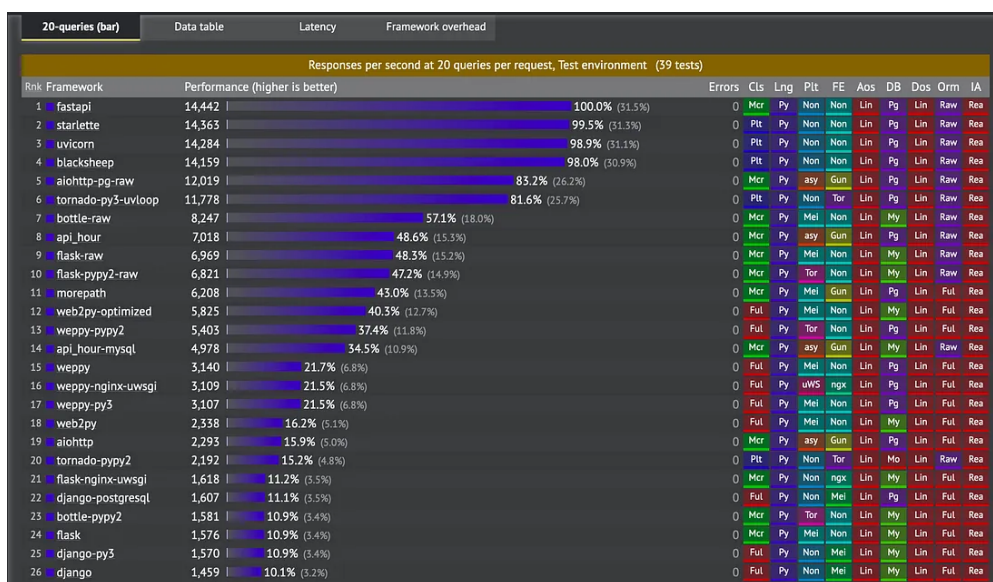 20-queries (bar) Data table Latency Framework overhead
Responses per second at 20 queries per request, Test environment (39 tests)
Rnk Framework Performance (higher is better) Errors Cls Lng Plt FE Aos DB Dos Orm IA
1 fastapi 14,442 100.0% (31.5%) 0 Mcr Py Non Non Lin Pg Lin Raw Rea
2 starlette 14,363 99.5% (31.3%) 0 Plt Py Non Non Lin Pg Lin Raw Rea
3 uvicorn 14,284 98.9% (31.1%) 0 Plt Py Non Non Lin Pg Lin Raw Rea
4 blacksheep 14,159 98.0% (30.9%) 0 Plt Py Non Non Lin Pg Lin Raw Rea
5 aiohttp-pg-raw 12,019 83.2% (26.2%) 0 Mcr Py asy Gun Lin Pg Lin Raw Rea
6 tornado-py3-uvloop 11,778 81.6% (25.7%) 0 Plt Py Non Tor Lin Pg Lin Raw Rea
7 bottle-raw 8,247 57.1% (18.0%) 0 Mcr Py Mei Non Lin My Lin Raw Rea
8 api_hour 7,018 48.6% (15.3%) 0 Mcr Py asy Gun Lin Pg Lin Raw Rea
9 flask-raw 6,969 48.3% (15.2%) 0 Mcr Py Mei Non Lin My Lin Raw Rea
10 flask-pypy2-raw 6,821 47.2% (14.9%) 0 Mcr Py Tor Non Lin My Lin Raw Rea
11 morepath 6,208 43.0% (13.5%) 0 Mcr Py Mei Gun Lin Pg Lin Ful Rea
12 web2py-optimized 5,825 40.3% (12.7%) 0 Ful Py Mei Non Lin My Lin Ful Rea
13 weppy-pypy2 5,403 37.4% (11.8%) 0 Ful Py Tor Non Lin Pg Lin Ful Rea
14 api_hour-mysql 4,978 34.5% (10.9%) 0 Mcr Py asy Gun Lin My Lin Raw Rea
15 weppy 3,140 21.7% (6.8%) 0 Ful Py Mei Non Lin Pg Lin Ful Rea
16 weppy-nginx-uwsgi 3,109 21.5% (6.8%) 0 Ful Py uWS ngx Lin Pg Lin Ful Rea
17 weppy-py3 3,107 21.5% (6.8%) 0 Ful Py Mei Non Lin Pg Lin Ful Rea
18 web2py 2,338 16.2% (5.1%) 0 Ful Py Mei Non Lin My Lin Ful Rea
19 aiohttp 2,293 15.9% (5.0%) 0 Mcr Py asy Gun Lin Pg Lin Ful Rea
20 tornado-pypy2 2,192 15.2% (4.8%) 0 Plt Py Non Tor Lin Mo Lin Raw Rea
21 flask-nginx-uwsgi 1,618 11.2% (3.5%) 0 Mcr Py Non ngx Lin My Lin Ful Rea
22 django-postgresql 1,607 11.1% (3.5%) 0 Ful Py Non Mei Lin Pg Lin Ful Rea
23 bottle-pypy2 1,581 10.9% (3.4%) 0 Mcr Py Tor Non Lin My Lin Ful Rea
24 flask 1,576 10.9% (3.4%) 0 Mcr Py Mei Non Lin My Lin Ful Rea
25 django-py3 1,570 10.9% (3.4%) 0 Ful Py Non Mei Lin My Lin Ful Rea
26 django 1,459 10.1% (3.2%) 0 Ful Py Non Mei Lin My Lin Ful Rea